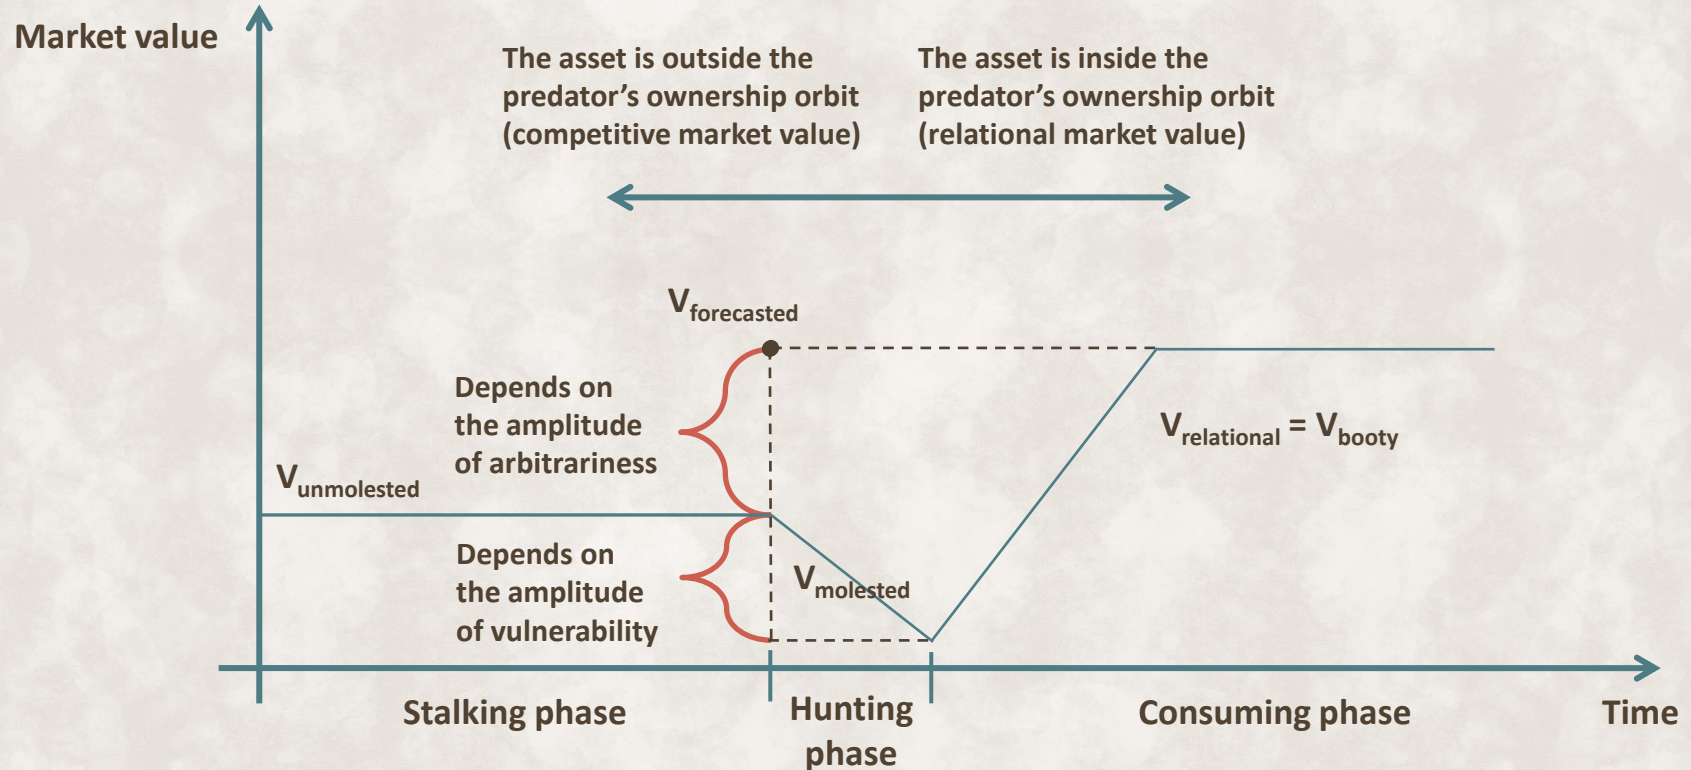 Market value
The asset is outside the
predator's ownership orbit
(competitive market value)
The asset is inside the
predator's ownership orbit
(relational market value)
Vforecasted
Depends on
the amplitude
of arbitrariness
Vrelational = Vbooty
Vunmolested
Depends on
the amplitude
of vulnerability
Vmolested
Stalking phase
Hunting
phase
Consuming phase
Time